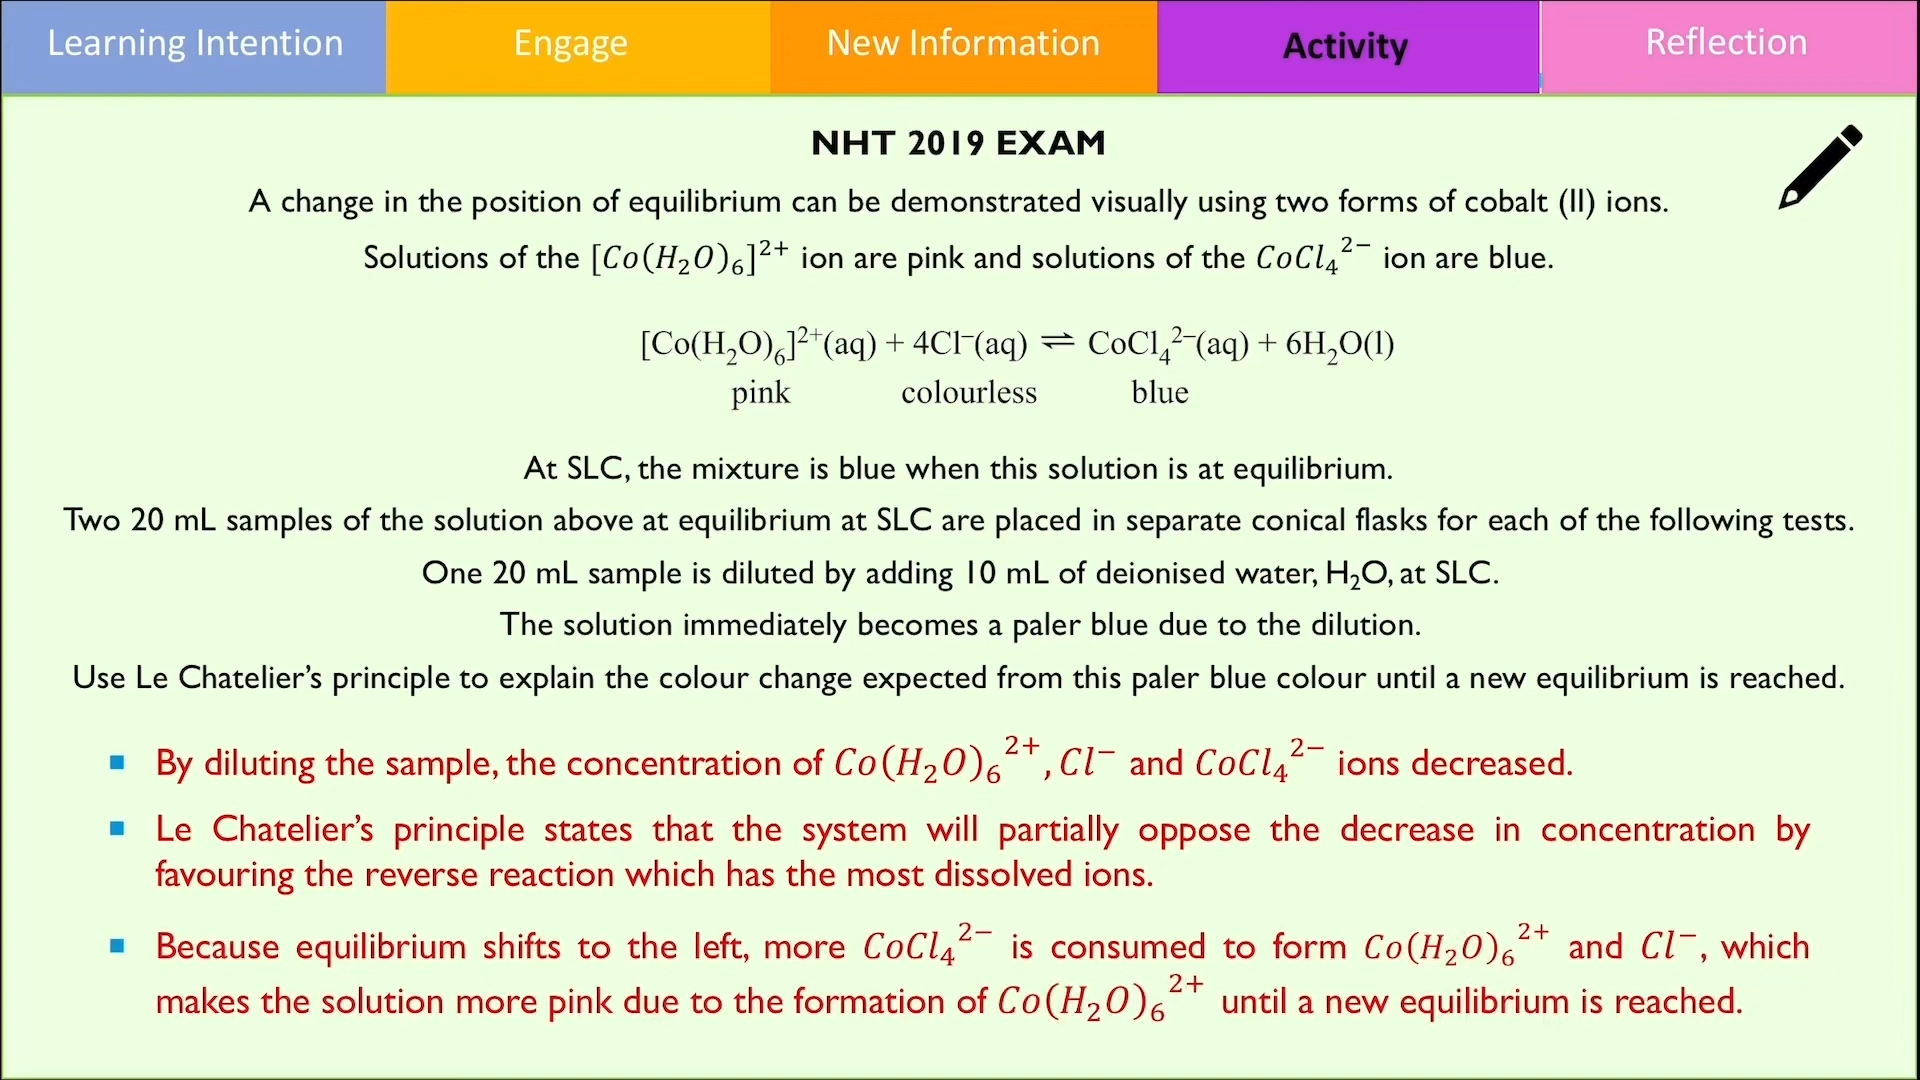 Learning Intention
Engage
New Information
Activity
Reflection
NHT 2019 EXAM
A change in the position of equilibrium can be demonstrated visually using two forms of cobalt (II) ions.
Solutions of the [Co(H₂O)₆]²⁺ ion are pink and solutions of the CoCl₄²⁻ ion are blue.
[Co(H₂O)₆]²⁺(aq) + 4Cl⁻(aq) ⇌ CoCl₄²⁻(aq) + 6H₂O(l)
pink colourless blue
At SLC, the mixture is blue when this solution is at equilibrium.
Two 20 mL samples of the solution above at equilibrium at SLC are placed in separate conical flasks for each of the following tests.
One 20 mL sample is diluted by adding 10 mL of deionised water, H₂O, at SLC.
The solution immediately becomes a paler blue due to the dilution.
Use Le Chatelier's principle to explain the colour change expected from this paler blue colour until a new equilibrium is reached.
▪ By diluting the sample, the concentration of Co(H₂O)₆²⁺, Cl⁻ and CoCl₄²⁻ ions decreased.
▪ Le Chatelier's principle states that the system will partially oppose the decrease in concentration by
favouring the reverse reaction which has the most dissolved ions.
▪ Because equilibrium shifts to the left, more CoCl₄²⁻ is consumed to form Co(H₂O)₆²⁺ and Cl⁻, which
makes the solution more pink due to the formation of Co(H₂O)₆²⁺ until a new equilibrium is reached.